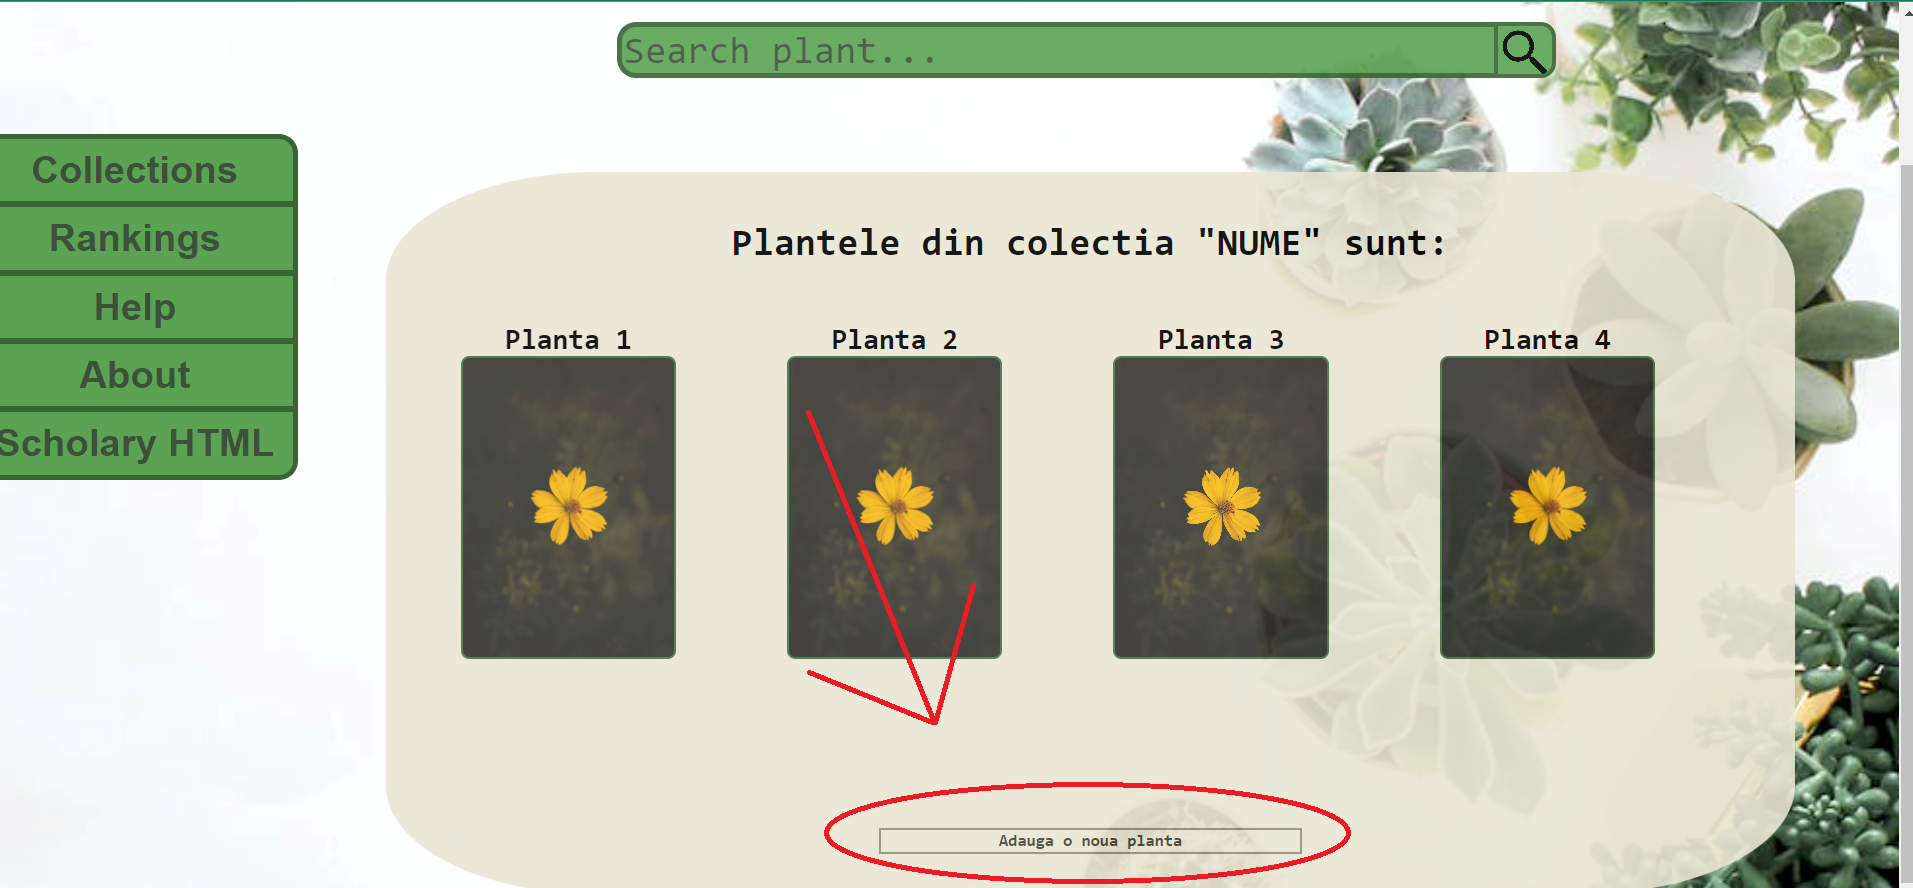 Search plant...
Collections
Rankings
Help
About
Scholary HTML
Plantele din colectia "NUME" sunt:
Planta 1
Planta 2
Planta 3
Planta 4
Adauga o noua planta